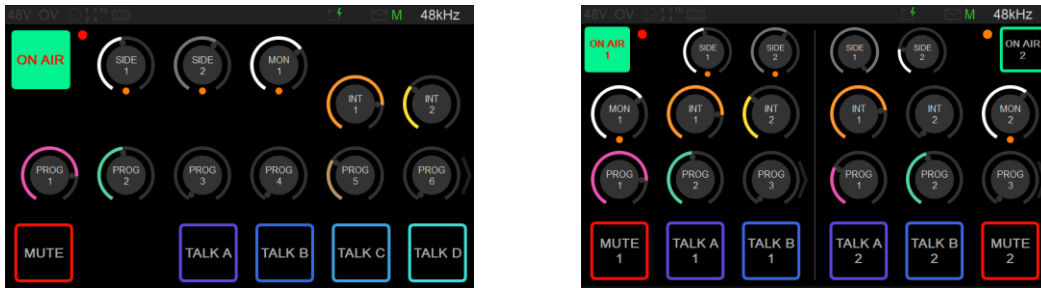 48V OV M 48kHz
ON AIR
SIDE
1
SIDE
2
MON
1
INT
1
INT
2
PROG
1
PROG
2
PROG
3
PROG
4
PROG
5
PROG
6
MUTE
TALK A
TALK B
TALK C
TALK D
48V OV M 48kHz
ON AIR
1
SIDE
1
SIDE
2
SIDE
1
SIDE
2
ON AIR
2
MON
1
INT
1
INT
2
INT
1
INT
2
MON
2
PROG
1
PROG
2
PROG
3
PROG
1
PROG
2
PROG
3
MUTE
1
TALK A
1
TALK B
1
TALK A
2
TALK B
2
MUTE
2